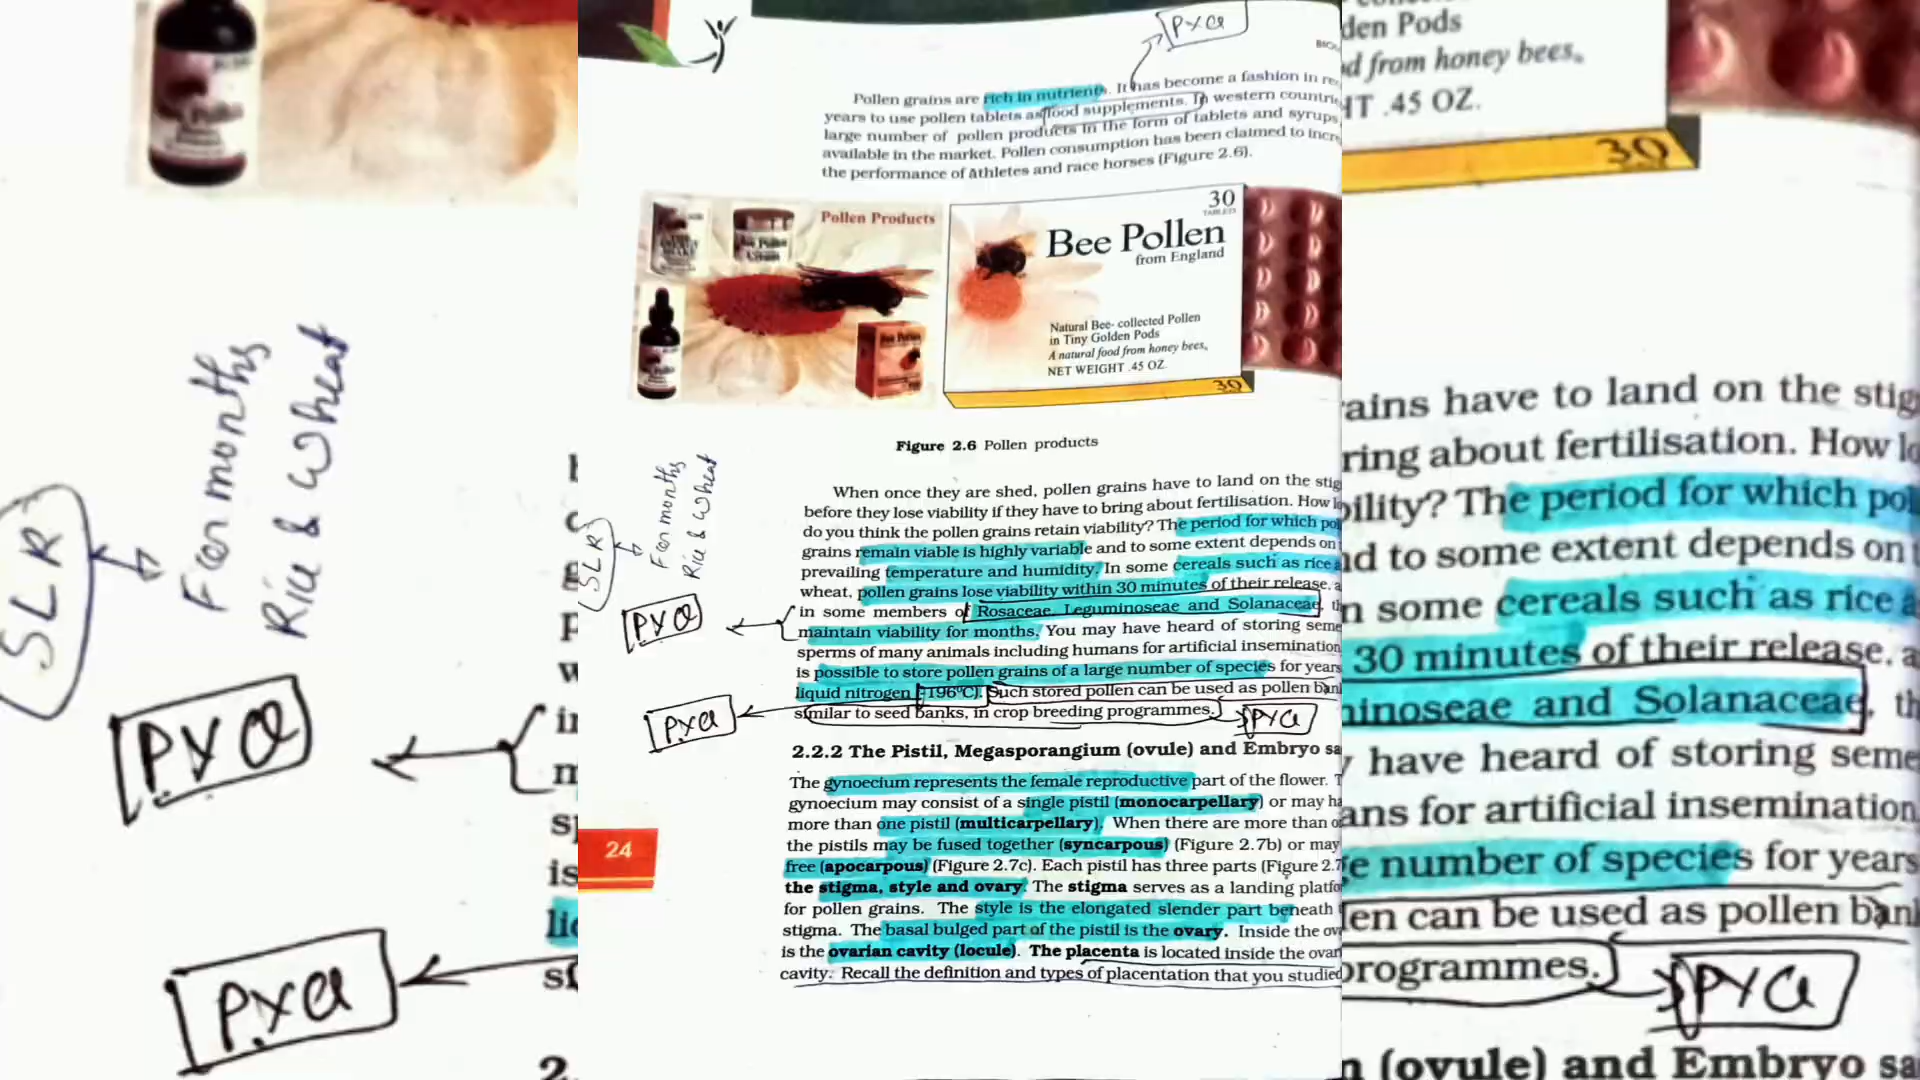 PYQ
Pollen grains are rich in nutrients. It has become a fashion in
years to use pollen tablets as food supplements. In western
large number of pollen products in the form of tablets and syrups
available in the market. Pollen consumption has been claimed to
the performance of Athletes and race horses (Figure 2.6).
Pollen Products
30
TABLETS
Bee Pollen
from England
Natural Bee- collected Pollen
in Tiny Golden Pods
A natural food from honey bees,
NET WEIGHT .45 OZ.
30
Figure 2.6 Pollen products
SLR
For months
Rice & Wheat
When once they are shed, pollen grains have to land on the stig
before they lose viability if they have to bring about fertilisation. How
do you think the pollen grains retain viability? The period for which
grains remain viable is highly variable and to some extent depends on
prevailing temperature and humidity. In some cereals such as rice
wheat, pollen grains lose viability within 30 minutes of their release,
in some members of Rosaceae, Leguminoseae and Solanaceae,
maintain viability for months. You may have heard of storing
sperms of many animals including humans for artificial insemination
is possible to store pollen grains of a large number of species for years
liquid nitrogen (-196°C). Such stored pollen can be used as pollen
similar to seed banks, in crop breeding programmes.
PYQ
PYQ
PYQ
2.2.2 The Pistil, Megasporangium (ovule) and Embryo sa
The gynoecium represents the female reproductive part of the flower.
gynoecium may consist of a single pistil (monocarpellary) or may ha
more than one pistil (multicarpellary). When there are more than
the pistils may be fused together (syncarpous) (Figure 2.7b) or may
free (apocarpous) (Figure 2.7c). Each pistil has three parts (Figure 2.7
the stigma, style and ovary. The stigma serves as a landing platfo
for pollen grains. The style is the elongated slender part beneath
stigma. The basal bulged part of the pistil is the ovary. Inside the
is the ovarian cavity (locule). The placenta is located inside the
cavity. Recall the definition and types of placentation that you studied
24
For months
Rice & Wheat
SLR
PYQ
PYQ
den Pods
d from honey bees,
HT .45 OZ.
30
ains have to land on the stig
ring about fertilisation. How
bility? The period for which
nd to some extent depends on
n some cereals such as rice
30 minutes of their release,
inoseae and Solanaceae,
have heard of storing
ans for artificial insemination
e number of species for years
len can be used as pollen
programmes.
PYQ
n (ovule) and Embryo sa